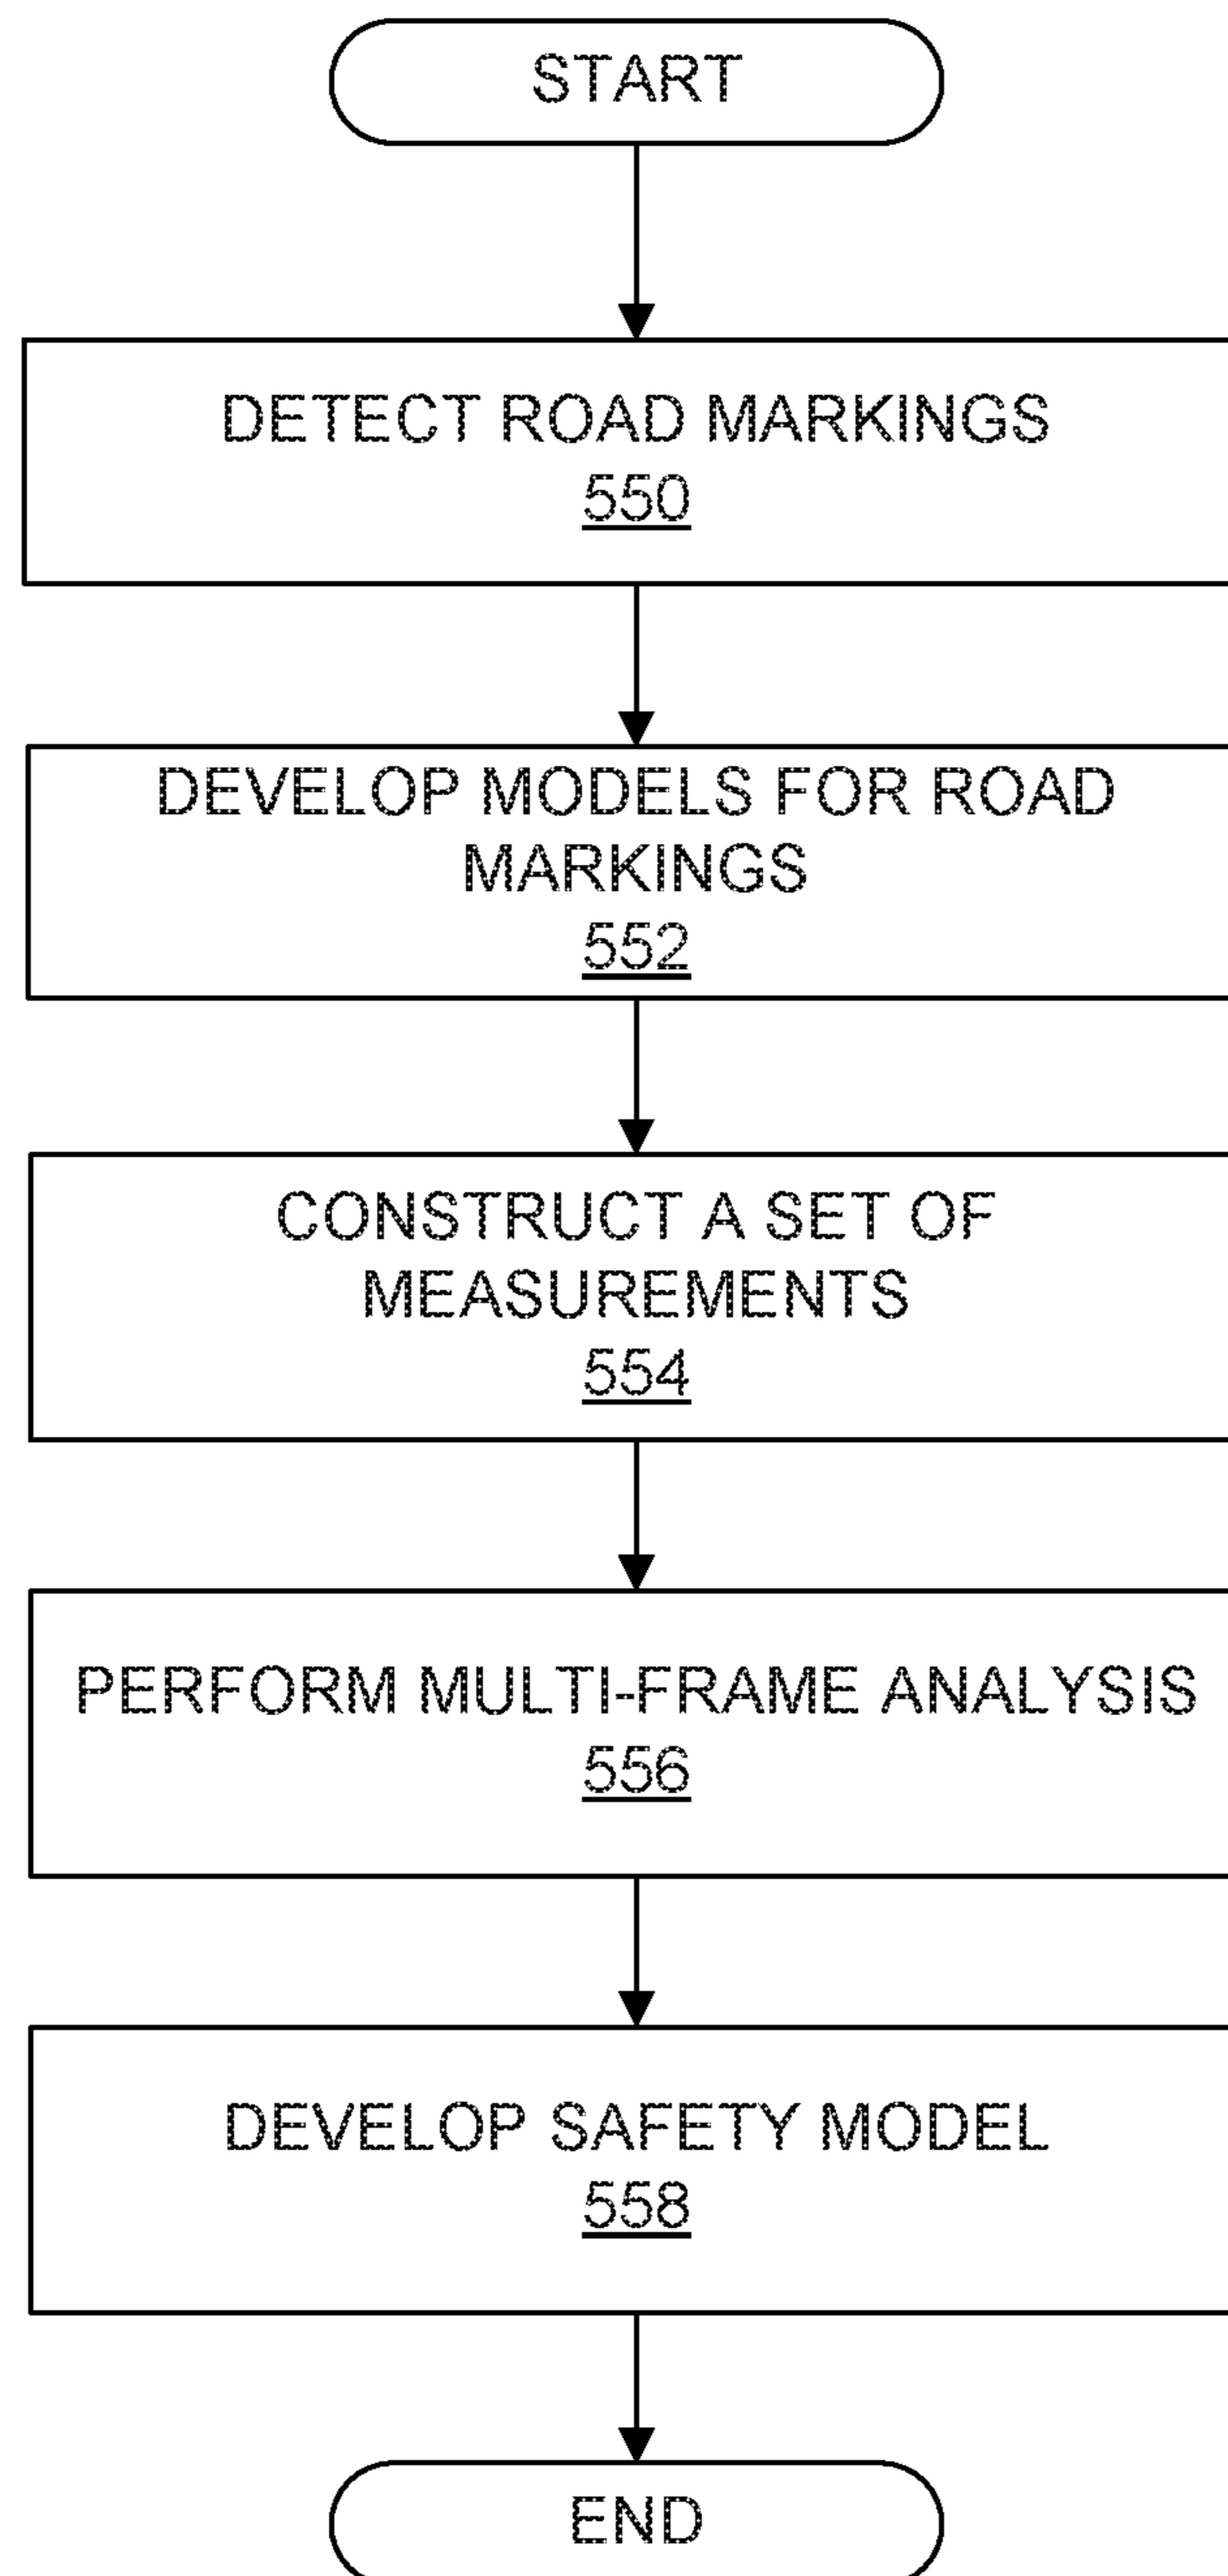 START
DETECT ROAD MARKINGS
550
DEVELOP MODELS FOR ROAD
MARKINGS
552
CONSTRUCT A SET OF
MEASUREMENTS
554
PERFORM MULTI-FRAME ANALYSIS
556
DEVELOP SAFETY MODEL
558
END